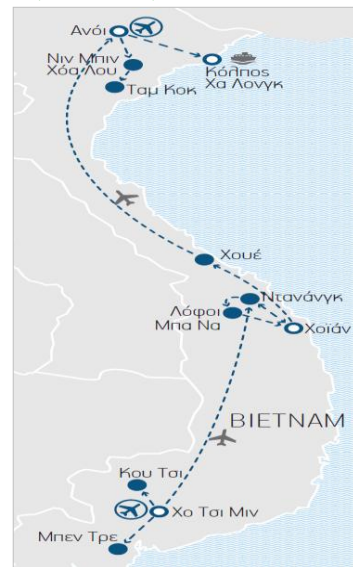 Ανόι
Νιν Μπιν
Χόα Λου
Ταμ Κοκ
Κόλπος
Χα Λονγκ
Χουέ
Ντανάνγκ
Λόφοι
Μπα Να
Χοϊάν
ΒΙΕΤΝΑΜ
Κου Τσι
Χο Τσι Μιν
Μπεν Τρε